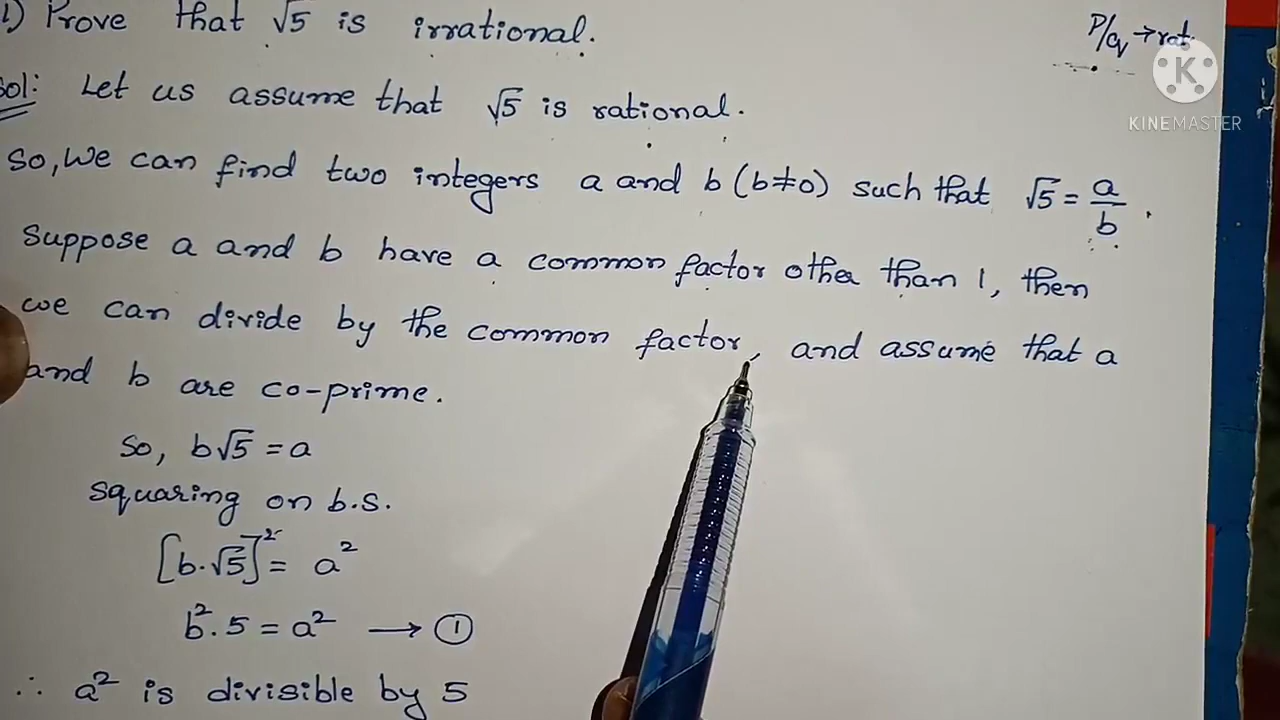 1) Prove that √5 is irrational.
P/q → rat.
KINEMASTER
Sol: Let us assume that √5 is rational.
So, We can find two integers a and b (b≠0) such that √5 = a/b.
Suppose a and b have a common factor other than 1, then
we can divide by the common factor, and assume that a
and b are co-prime.
So, b√5 = a
Squaring on b.s.
[b.√5]² = a²
b².5 = a² → ①
∴ a² is divisible by 5